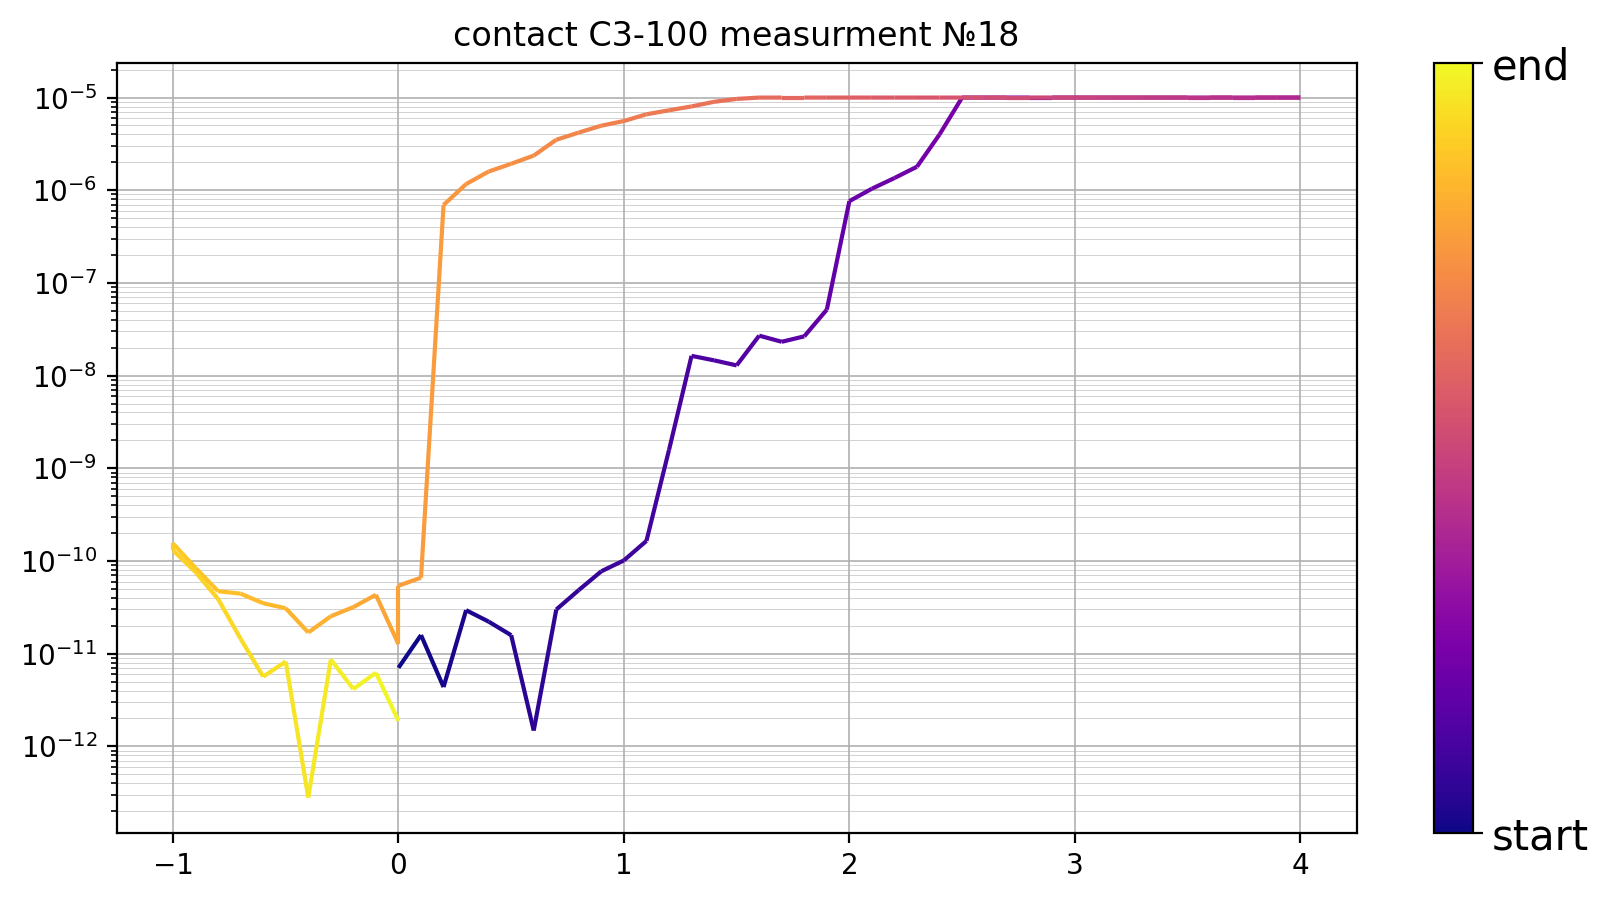 contact C3-100 measurment №18
10⁻⁵
10⁻⁶
10⁻⁷
10⁻⁸
10⁻⁹
10⁻¹⁰
10⁻¹¹
10⁻¹²
−1 0 1 2 3 4
end
start